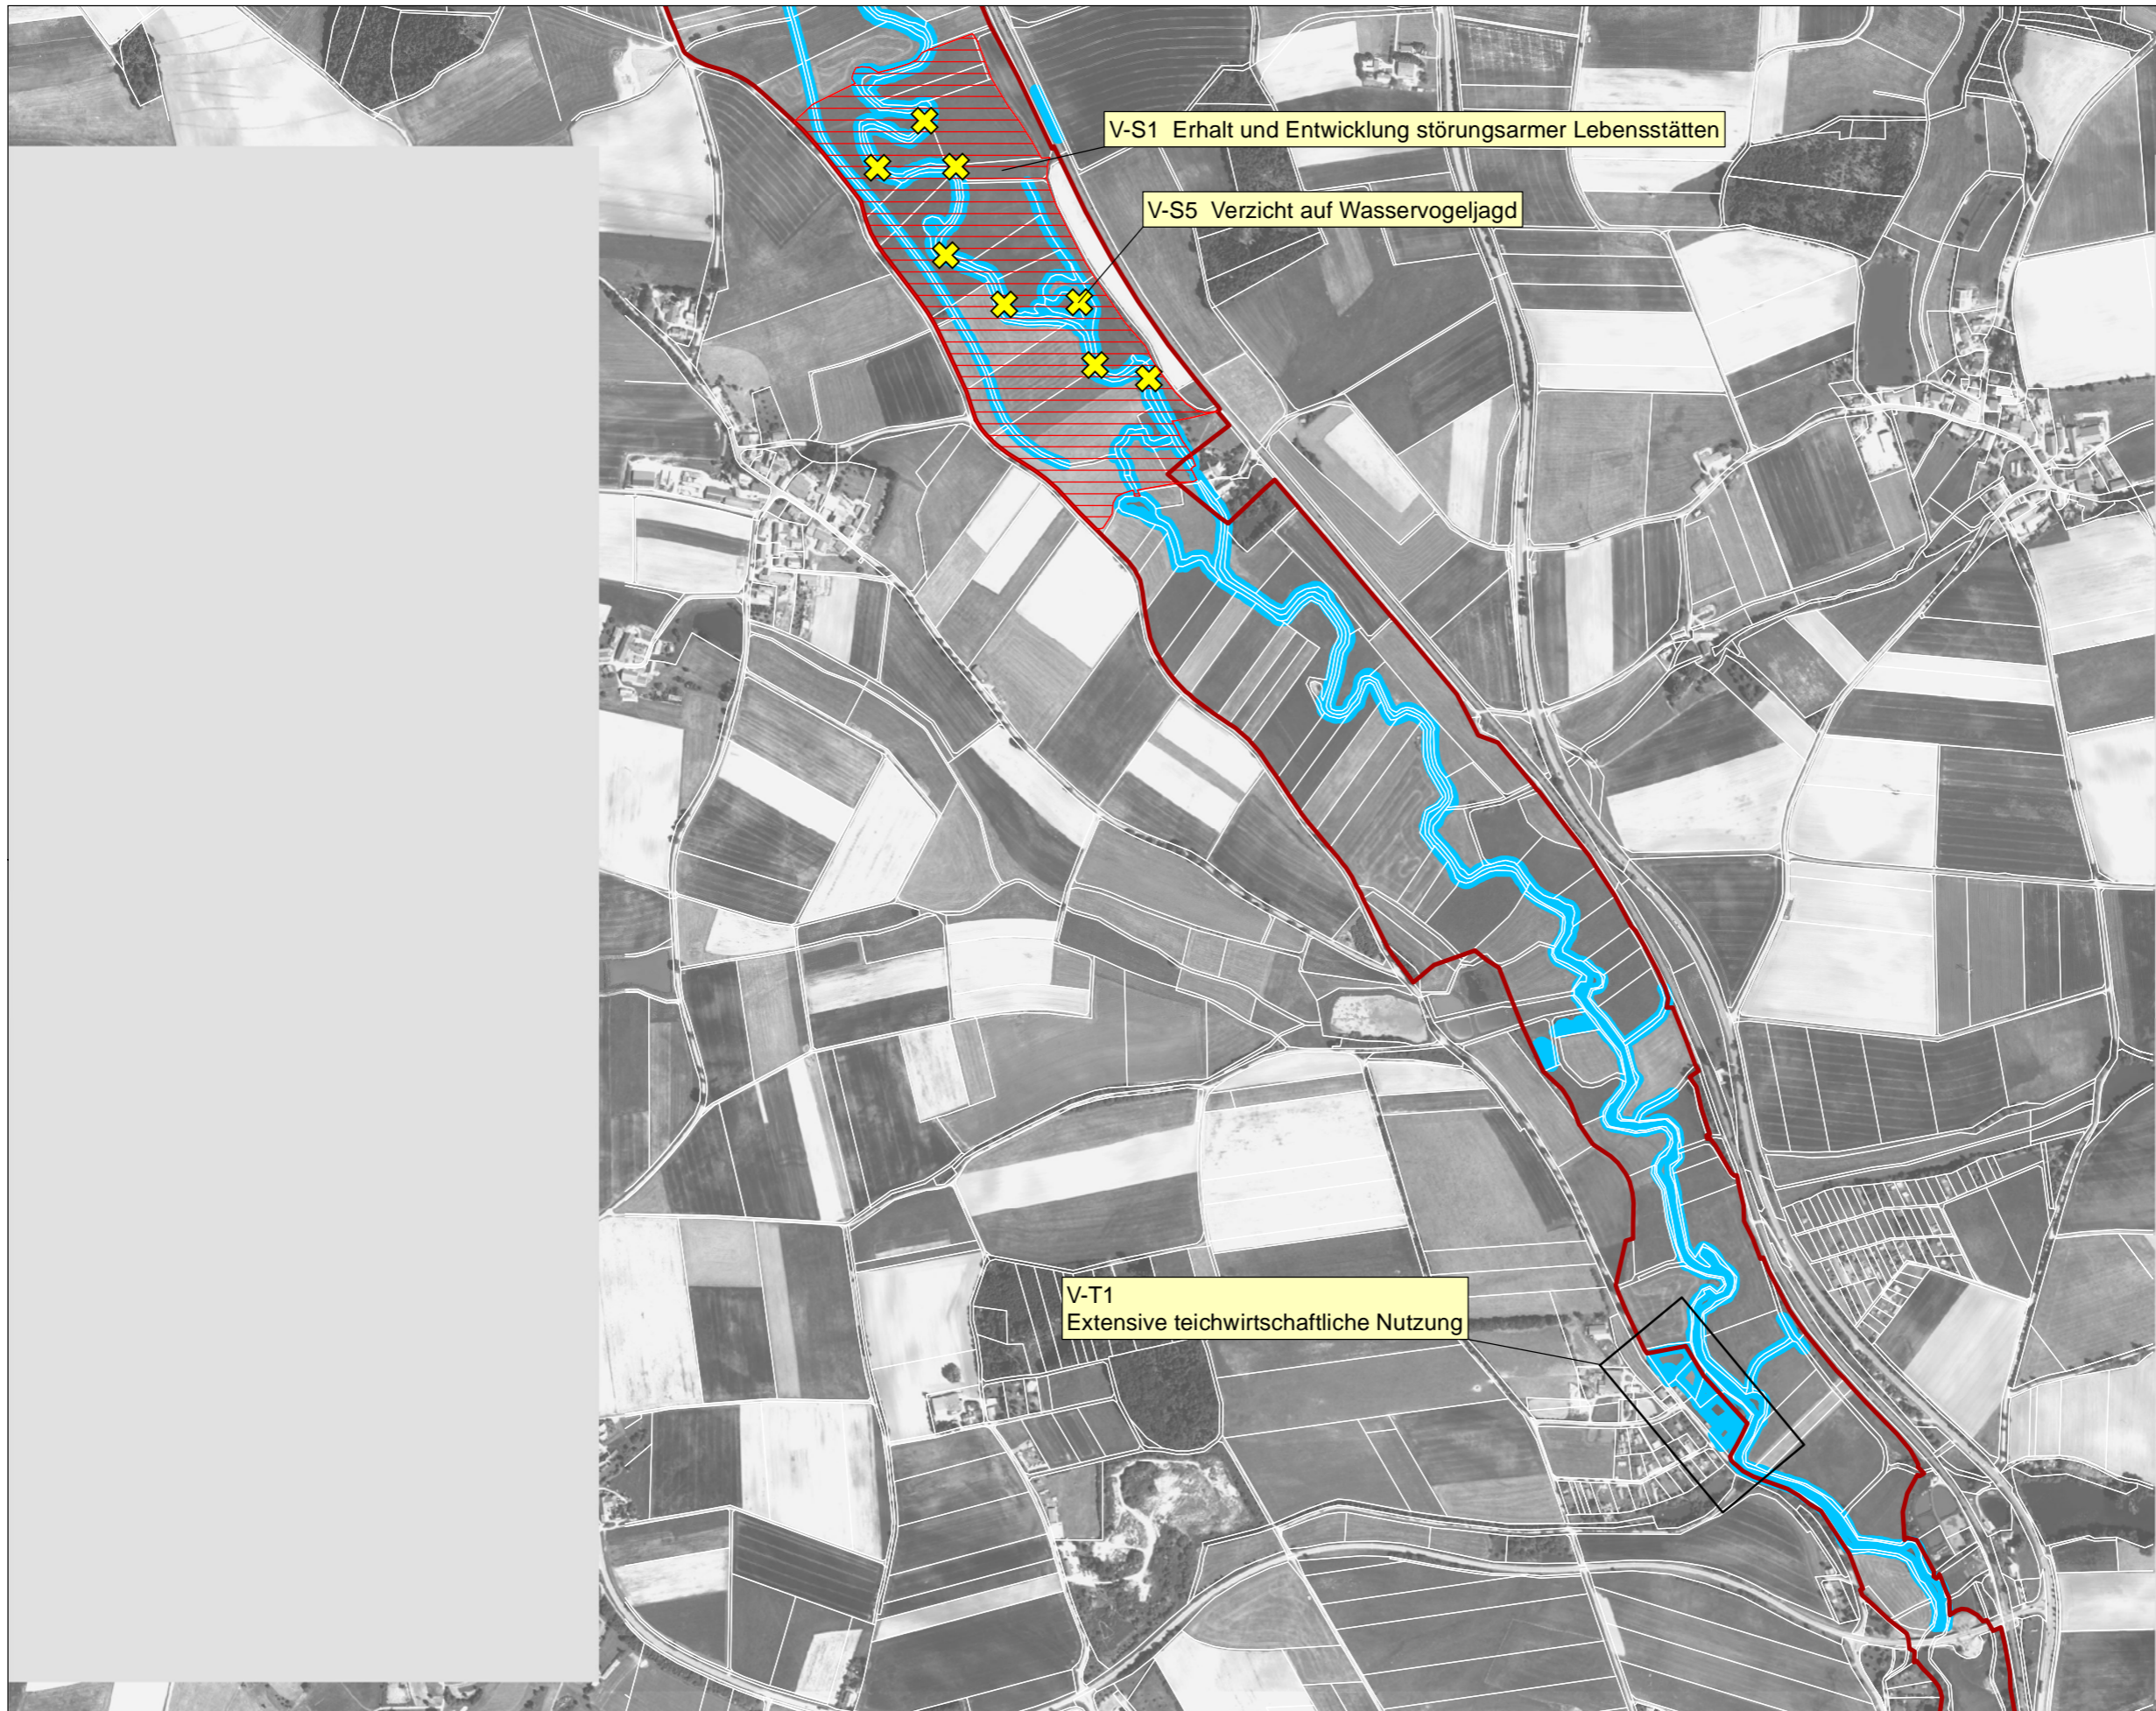 V-S1 Erhalt und Entwicklung störungsarmer Lebensstätten
V-S5 Verzicht auf Wasservogeljagd
V-T1
Extensive teichwirtschaftliche Nutzung